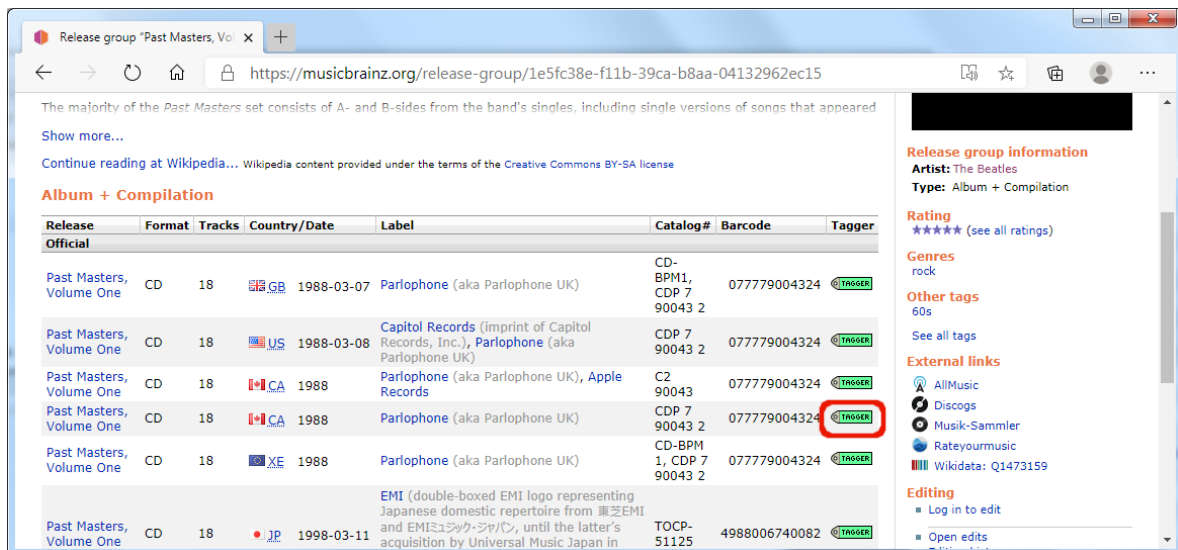 Release group "Past Masters, Vol
https://musicbrainz.org/release-group/1e5fc38e-f11b-39ca-b8aa-04132962ec15
The majority of the Past Masters set consists of A- and B-sides from the band's singles, including single versions of songs that appeared
Show more...
Continue reading at Wikipedia... Wikipedia content provided under the terms of the Creative Commons BY-SA license
Album + Compilation
Release Format Tracks Country/Date Label Catalog# Barcode Tagger
Official
Past Masters, Volume One CD 18 GB 1988-03-07 Parlophone (aka Parlophone UK) CD-BPM1, CDP 7 90043 2 077779004324 TAGGER
Past Masters, Volume One CD 18 US 1988-03-08 Capitol Records (imprint of Capitol Records, Inc.), Parlophone (aka Parlophone UK) CDP 7 90043 2 077779004324 TAGGER
Past Masters, Volume One CD 18 CA 1988 Parlophone (aka Parlophone UK), Apple Records C2 90043 077779004324 TAGGER
Past Masters, Volume One CD 18 CA 1988 Parlophone (aka Parlophone UK) CDP 7 90043 2 077779004324 TAGGER
Past Masters, Volume One CD 18 XE 1988 Parlophone (aka Parlophone UK) CD-BPM 1, CDP 7 90043 2 077779004324 TAGGER
Past Masters, Volume One CD 18 JP 1998-03-11 EMI (double-boxed EMI logo representing Japanese domestic repertoire from 東芝EMI and EMIミュージック・ジャパン, until the latter's acquisition by Universal Music Japan in TOCP-51125 4988006740082 TAGGER
Release group information
Artist: The Beatles
Type: Album + Compilation
Rating
★★★★★ (see all ratings)
Genres
rock
Other tags
60s
See all tags
External links
AllMusic
Discogs
Musik-Sammler
Rateyourmusic
Wikidata: Q1473159
Editing
Log in to edit
Open edits